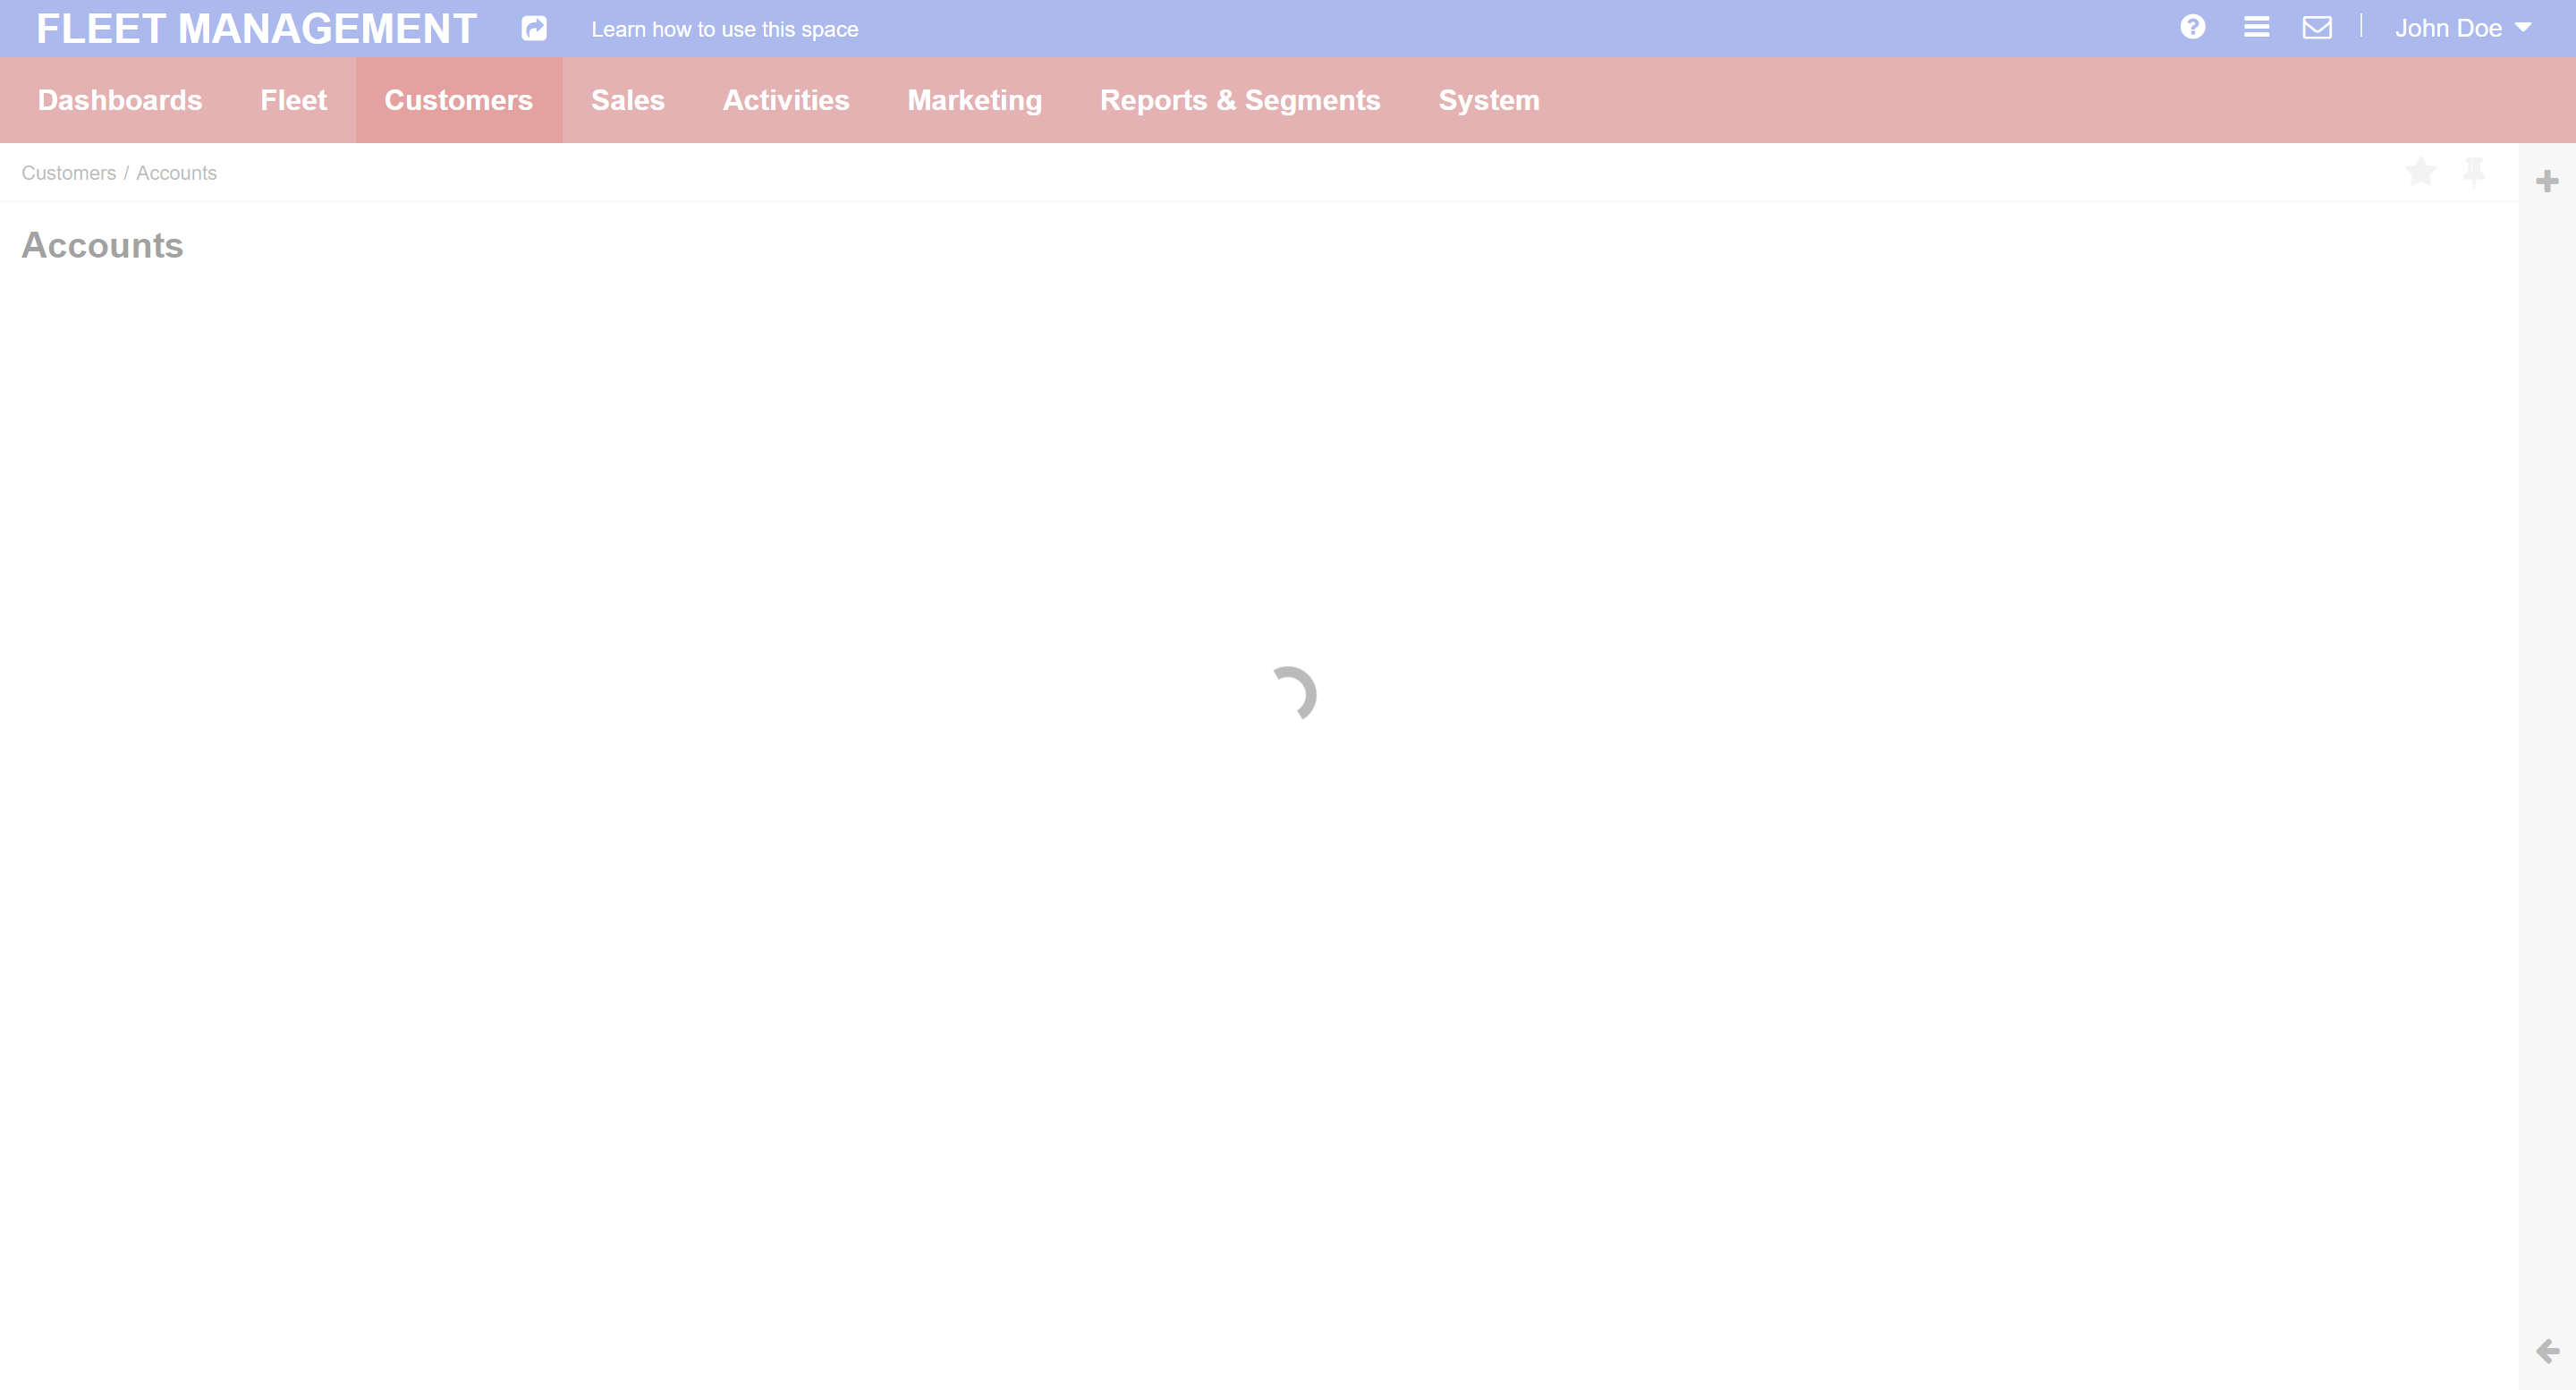 FLEET MANAGEMENT Learn how to use this space John Doe
Dashboards Fleet Customers Sales Activities Marketing Reports & Segments System
Customers / Accounts
Accounts